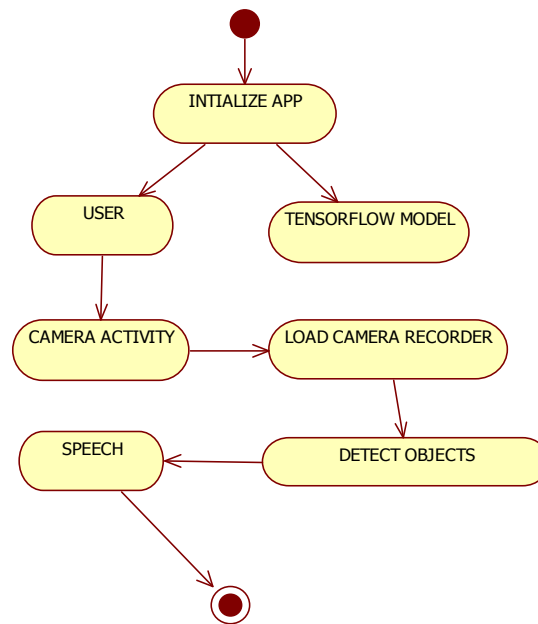 INTIALIZE APP
USER
TENSORFLOW MODEL
CAMERA ACTIVITY
LOAD CAMERA RECORDER
SPEECH
DETECT OBJECTS